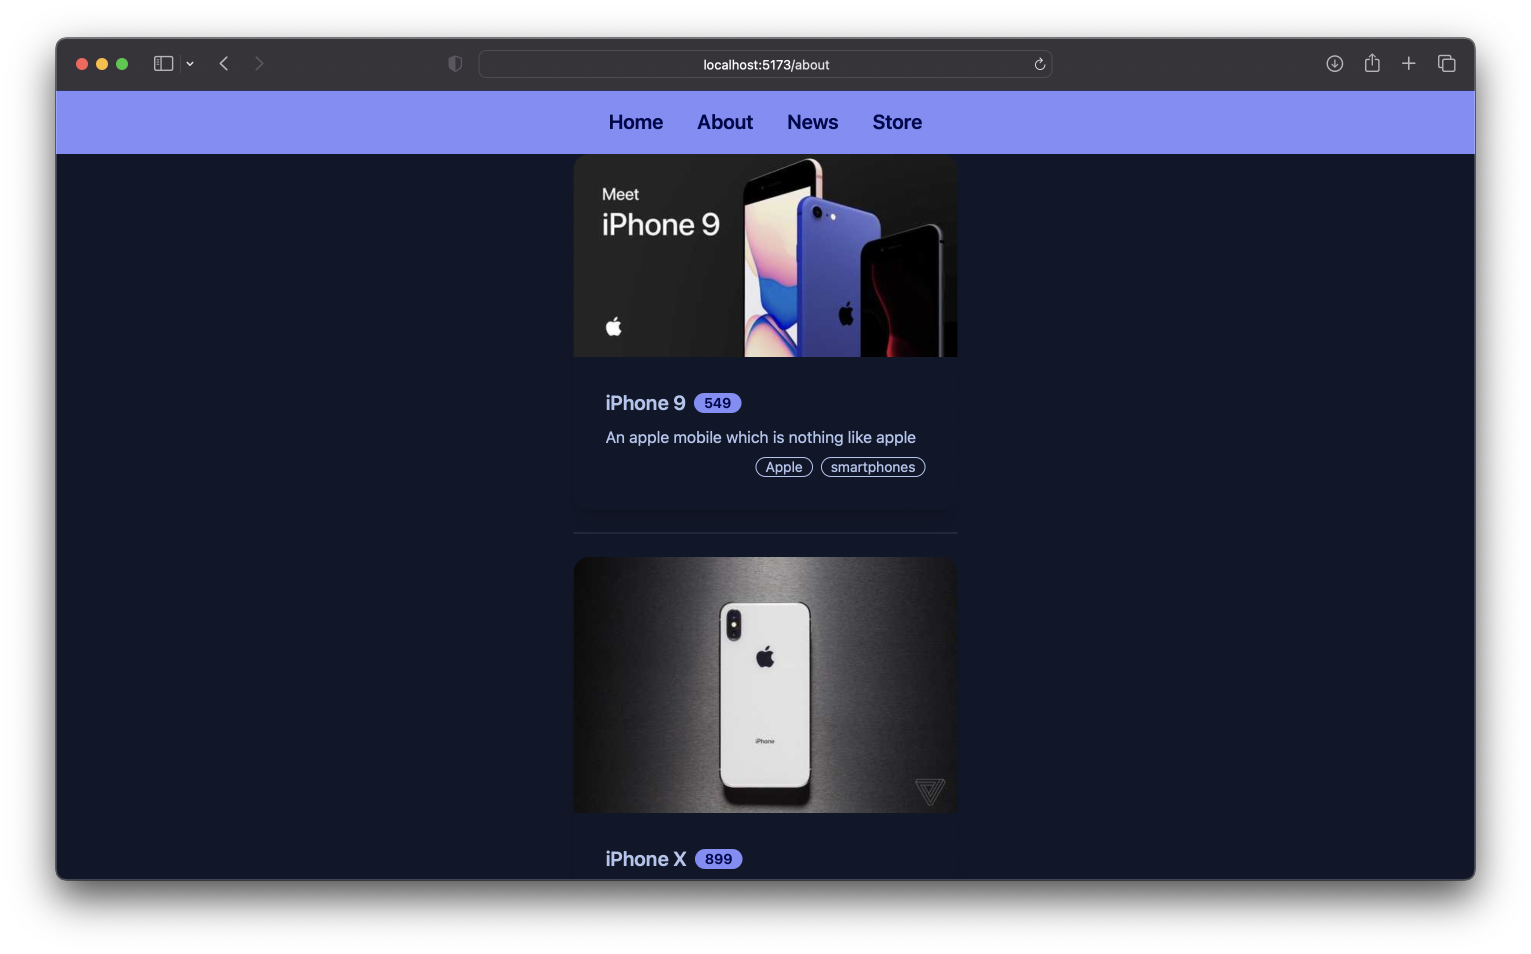 localhost:5173/about
Home About News Store
Meet
iPhone 9
iPhone 9 549
An apple mobile which is nothing like apple
Apple smartphones
iPhone
iPhone X 899